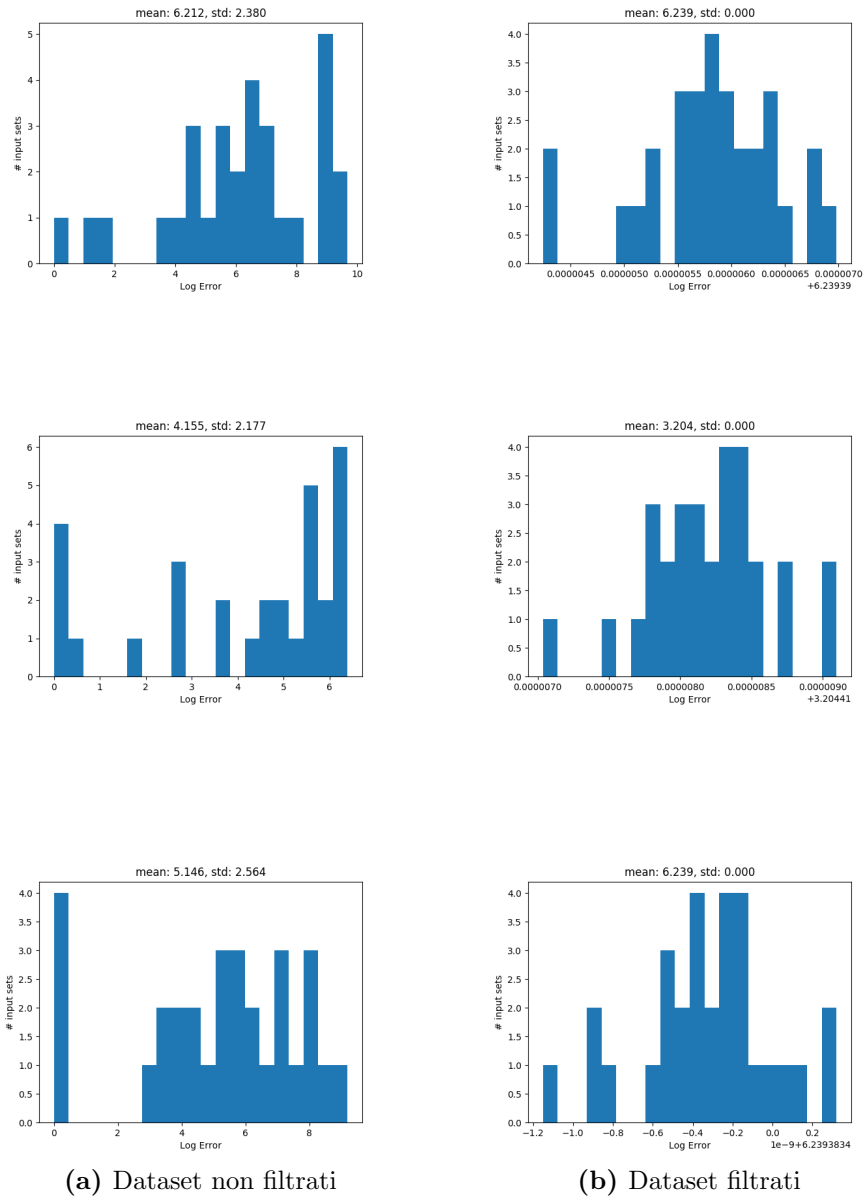 mean: 6.212, std: 2.380
5
4
3
2
1
0
# input sets
0 2 4 6 8 10
Log Error
mean: 6.239, std: 0.000
4.0
3.5
3.0
2.5
2.0
1.5
1.0
0.5
0.0
# input sets
0.0000045 0.0000050 0.0000055 0.0000060 0.0000065 0.0000070
Log Error
+6.23939
mean: 4.155, std: 2.177
6
5
4
3
2
1
0
# input sets
0 1 2 3 4 5 6
Log Error
mean: 3.204, std: 0.000
4.0
3.5
3.0
2.5
2.0
1.5
1.0
0.5
0.0
# input sets
0.0000070 0.0000075 0.0000080 0.0000085 0.0000090
Log Error
+3.20441
mean: 5.146, std: 2.564
4.0
3.5
3.0
2.5
2.0
1.5
1.0
0.5
0.0
# input sets
0 2 4 6 8
Log Error
mean: 6.239, std: 0.000
4.0
3.5
3.0
2.5
2.0
1.5
1.0
0.5
0.0
# input sets
−1.2 −1.0 −0.8 −0.6 −0.4 −0.2 0.0 0.2
Log Error
1e−9+6.2393834
(a) Dataset non filtrati
(b) Dataset filtrati